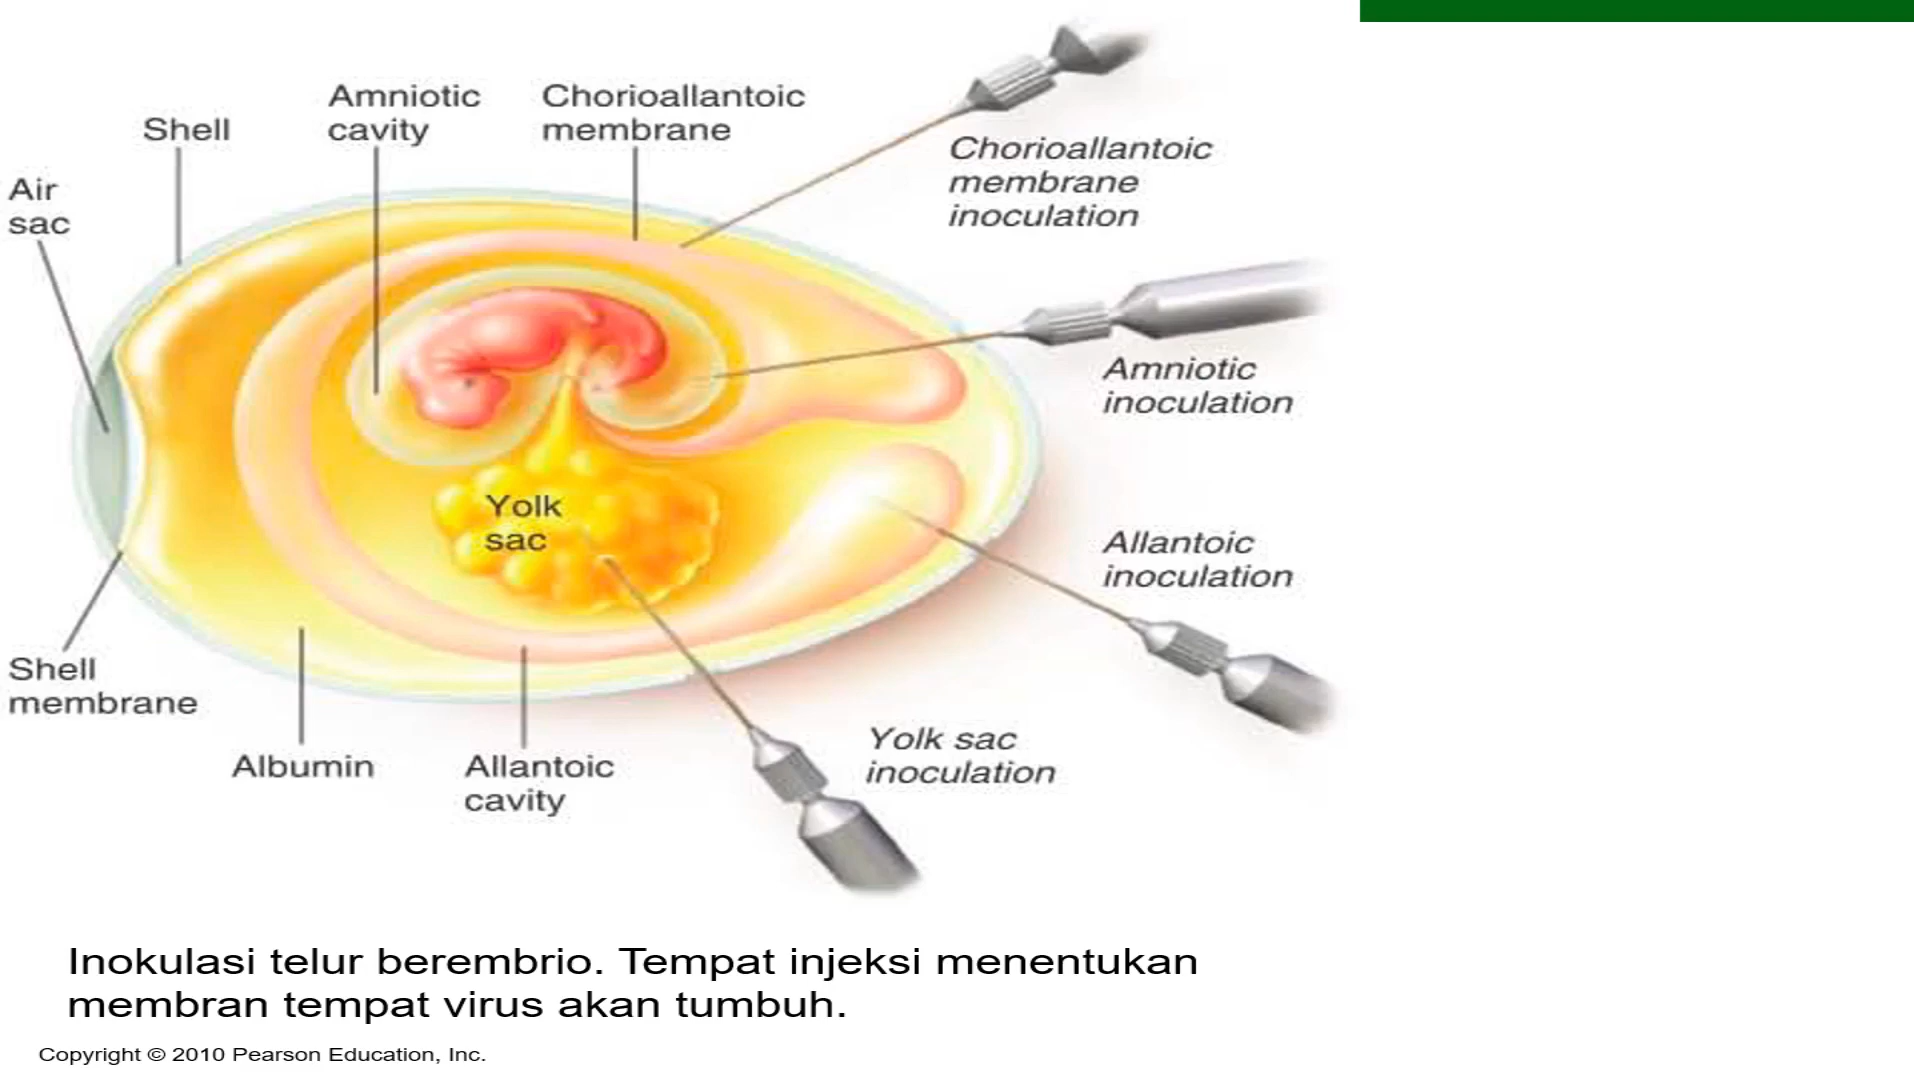 Amniotic
cavity
Chorioallantoic
membrane
Shell
Air
sac
Chorioallantoic
membrane
inoculation
Amniotic
inoculation
Yolk
sac
Allantoic
inoculation
Shell
membrane
Albumin
Allantoic
cavity
Yolk sac
inoculation
Inokulasi telur berembrio. Tempat injeksi menentukan
membran tempat virus akan tumbuh.
Copyright © 2010 Pearson Education, Inc.